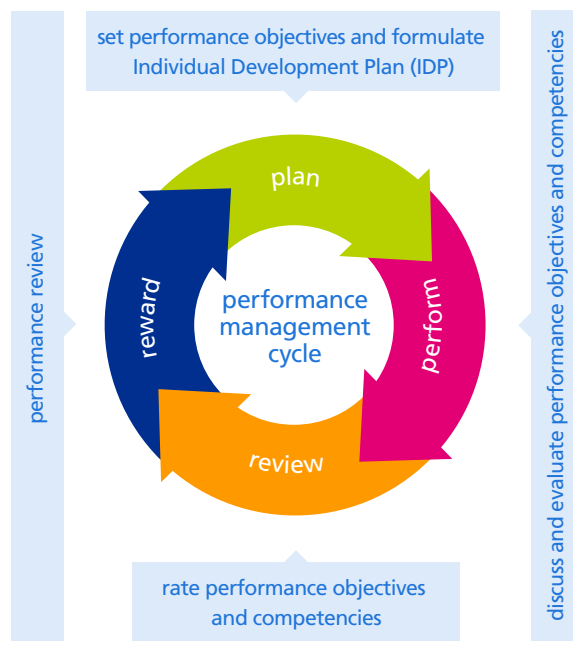 set performance objectives and formulate
Individual Development Plan (IDP)
plan
perform
review
reward
performance
management
cycle
discuss and evaluate performance objectives and competencies
rate performance objectives
and competencies
performance review